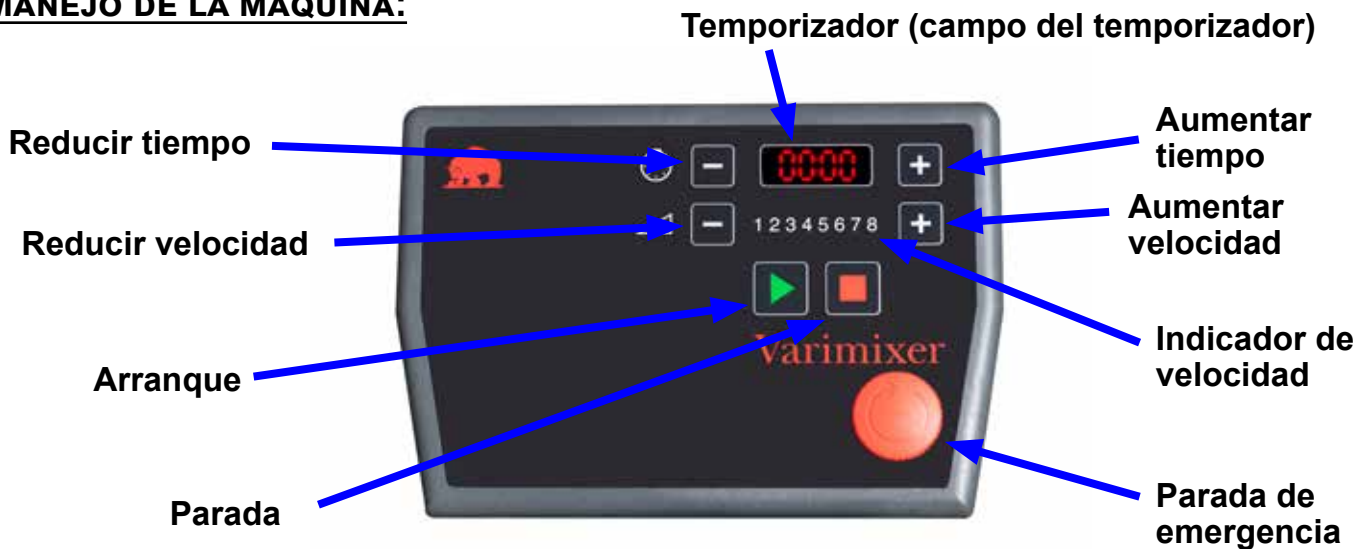 MANEJO DE LA MAQUINA:
Temporizador (campo del temporizador)
Reducir tiempo
0000
Aumentar
tiempo
Reducir velocidad
12345678
Aumentar
velocidad
Varimixer
Arranque
Indicador de
velocidad
Parada
Parada de
emergencia